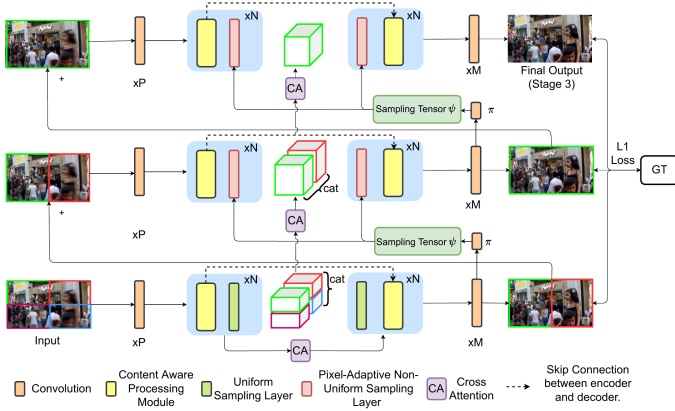 xN
xN
CA
+
xP
xM
Final Output
(Stage 3)
Sampling Tensor ψ
π
xN
xN
cat
L1
Loss
GT
CA
+
xP
xM
Sampling Tensor ψ
π
xN
cat
xN
Input
xP
CA
xM
Convolution
Content Aware
Processing
Module
Uniform
Sampling Layer
Pixel-Adaptive Non-
Uniform Sampling
Layer
CA
Cross
Attention
Skip Connection
between encoder
and decoder.